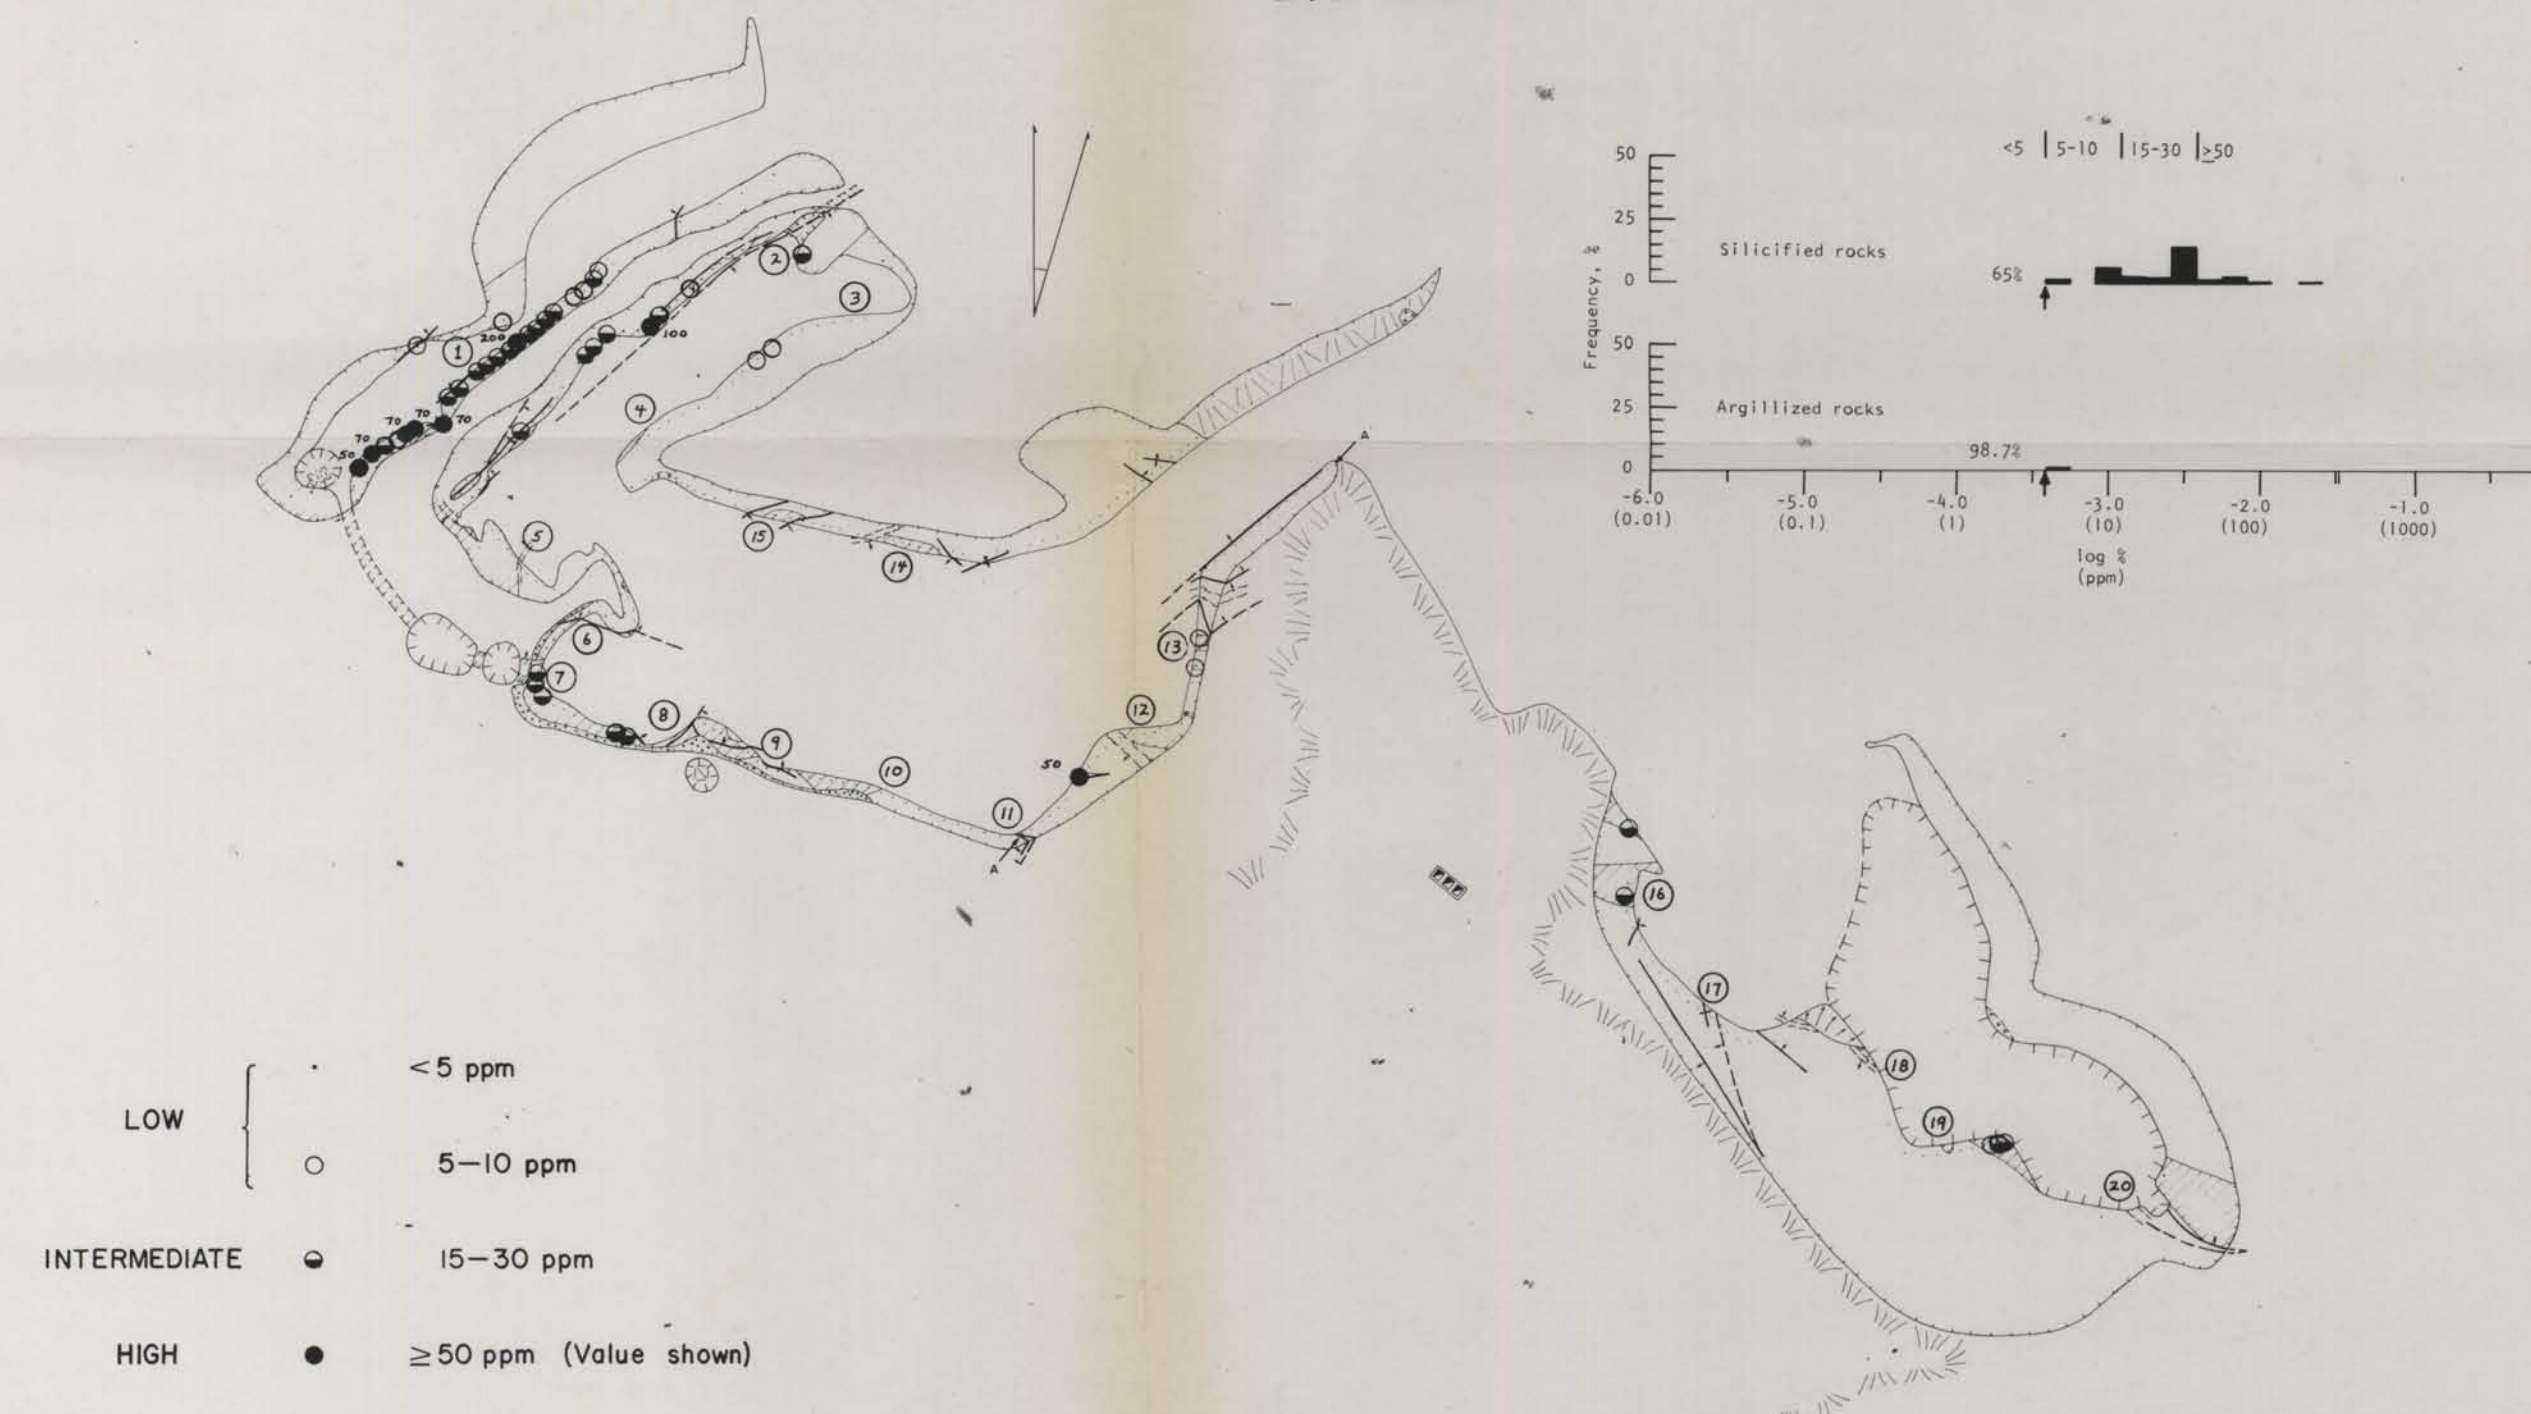 2
3
200
1
100
4
70
70
70
70
50
5
15
14
6
7
8
9
10
11
12
13
50
A
A
16
17
18
19
20
<5 | 5-10 | 15-30 | ≥50
50
25
0
Silicified rocks
65%
Frequency, %
50
25
0
Argillized rocks
98.7%
-6.0 -5.0 -4.0 -3.0 -2.0 -1.0
(0.01) (0.1) (1) (10) (100) (1000)
log %
(ppm)
LOW
· <5 ppm
5–10 ppm
INTERMEDIATE 15–30 ppm
HIGH ≥50 ppm (Value shown)